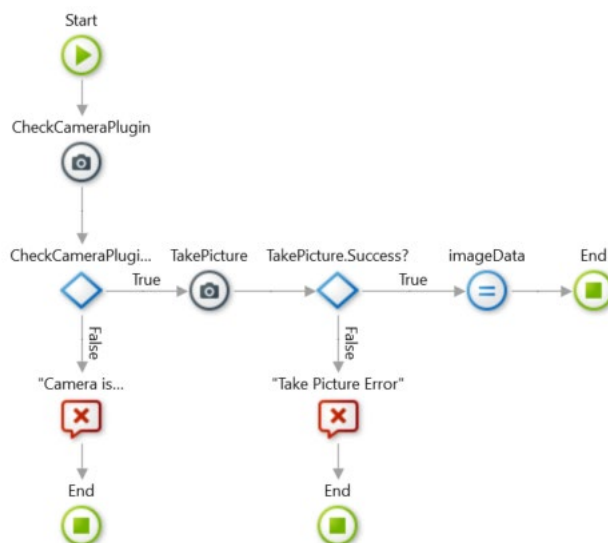 Start
CheckCameraPlugin
CheckCameraPlugi...
True
TakePicture
TakePicture.Success?
True
imageData
End
False
False
"Camera is...
"Take Picture Error"
End
End